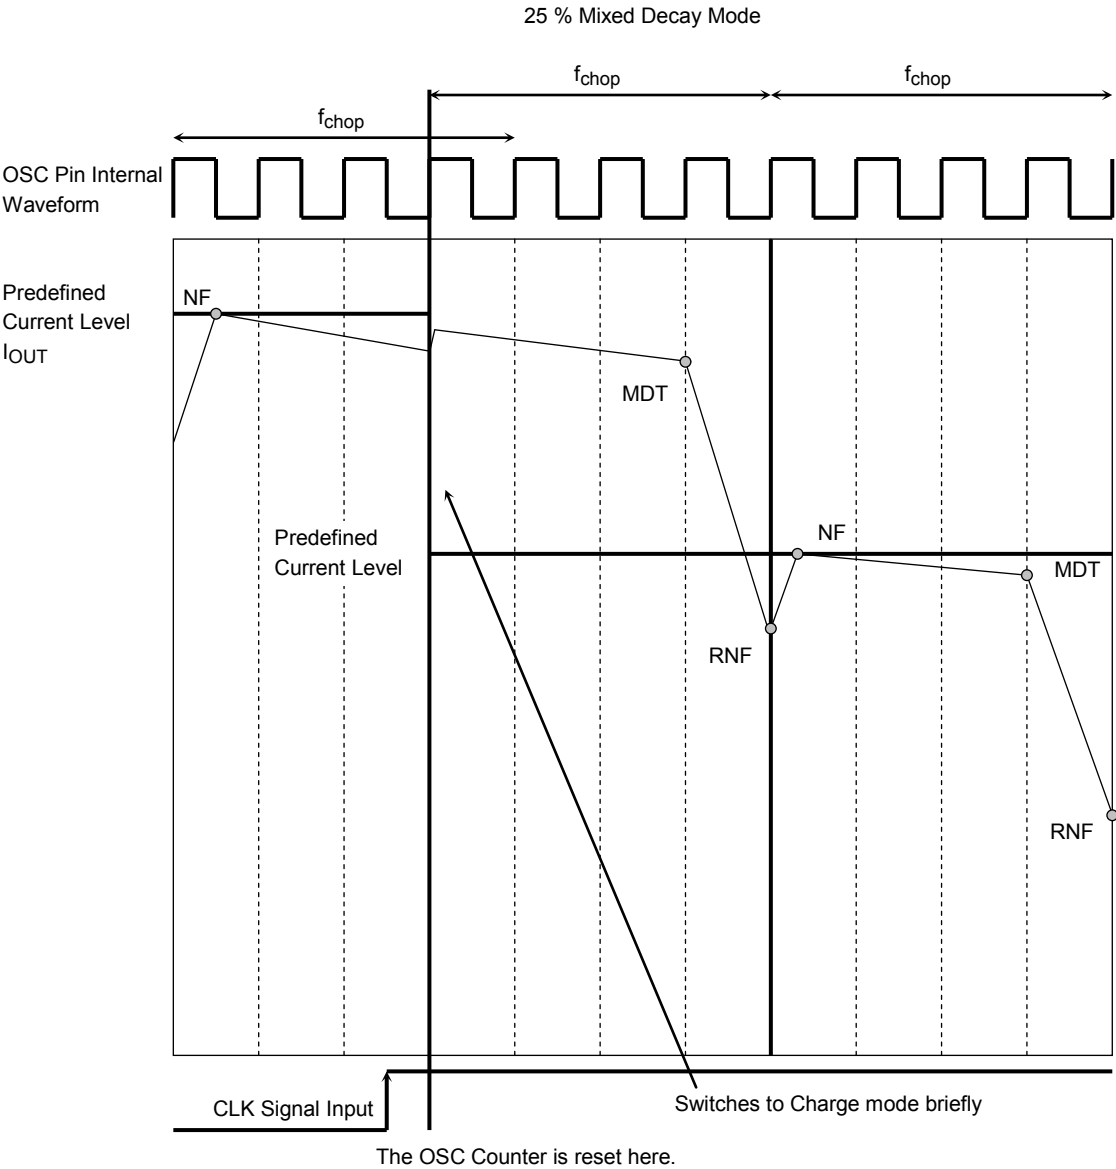 25 % Mixed Decay Mode
fchop
fchop
fchop
OSC Pin Internal
Waveform
Predefined
Current Level
IOUT
NF
MDT
Predefined
Current Level
NF
MDT
RNF
RNF
CLK Signal Input
Switches to Charge mode briefly
The OSC Counter is reset here.